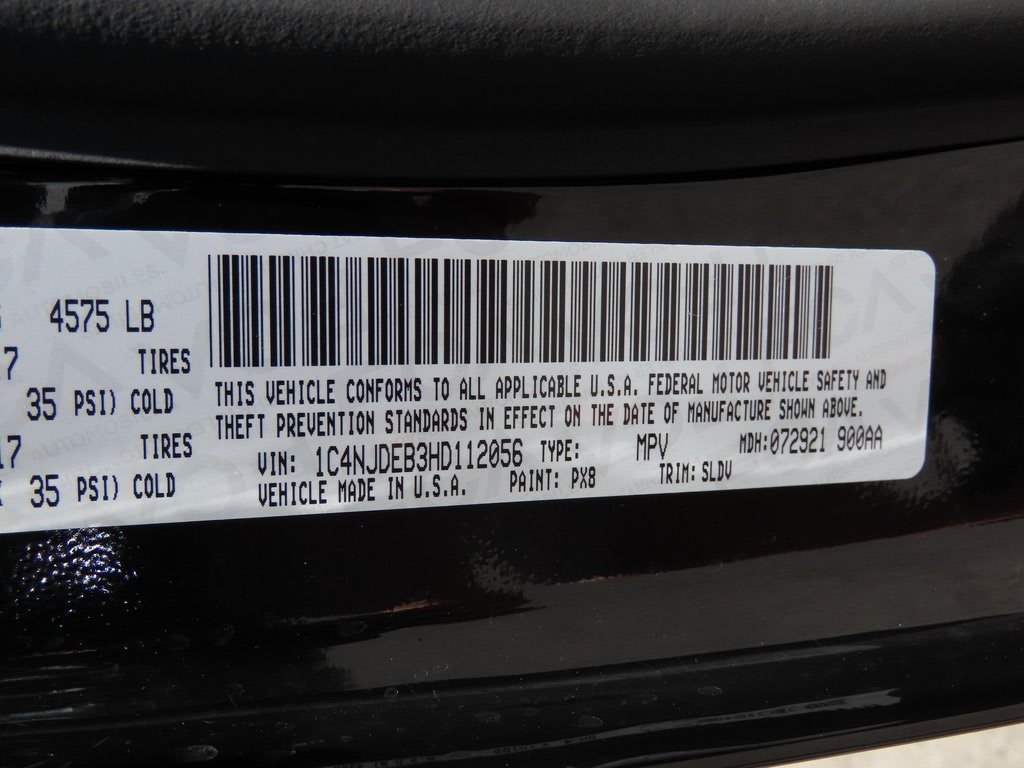 4575 LB
17 TIRES
35 PSI) COLD
17 TIRES
35 PSI) COLD
THIS VEHICLE CONFORMS TO ALL APPLICABLE U.S.A. FEDERAL MOTOR VEHICLE SAFETY AND
THEFT PREVENTION STANDARDS IN EFFECT ON THE DATE OF MANUFACTURE SHOWN ABOVE.
VIN: 1C4NJDEB3HD112056 TYPE: MPV MDH:072921 900AA
VEHICLE MADE IN U.S.A. PAINT: PX8 TRIM: SLDV